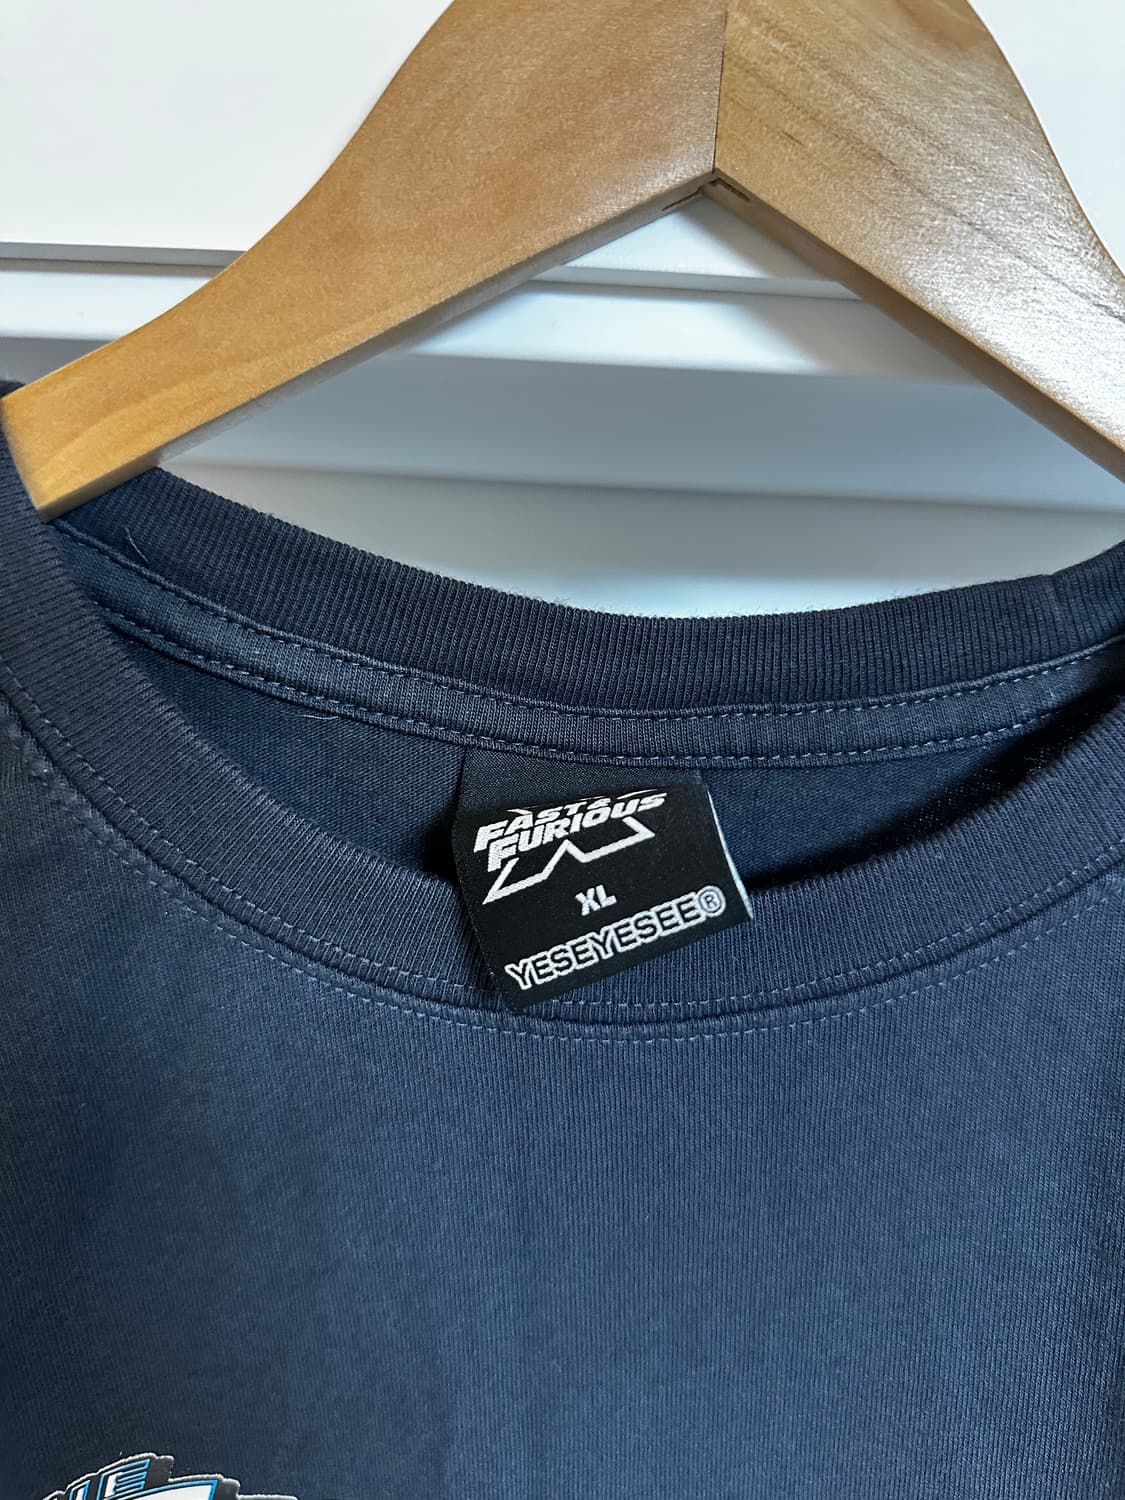 FAST &
FURIOUS
XL
YESEYESEE®